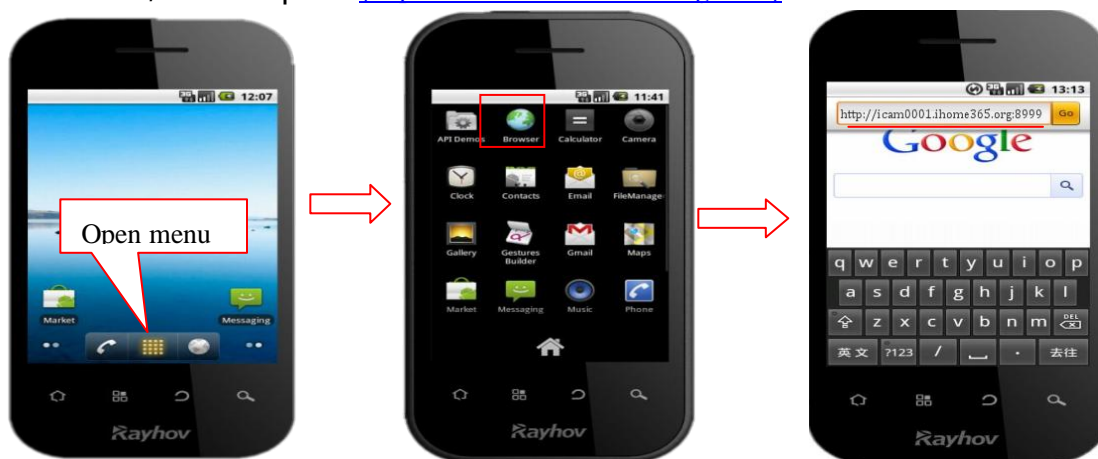 12:07
Open menu
Market
Messaging
Rayhov
11:41
API Demos Browser Calculator Camera
Clock Contacts Email FileManage
Gallery Gestures Builder Gmail Maps
Market Messaging Music Phone
Rayhov
13:13
http://icam0001.ihome365.org:8999 Go
Google
q w e r t y u i o p
a s d f g h j k l
z x c v b n m DEL
英文 ?123 / . 去往
Rayhov